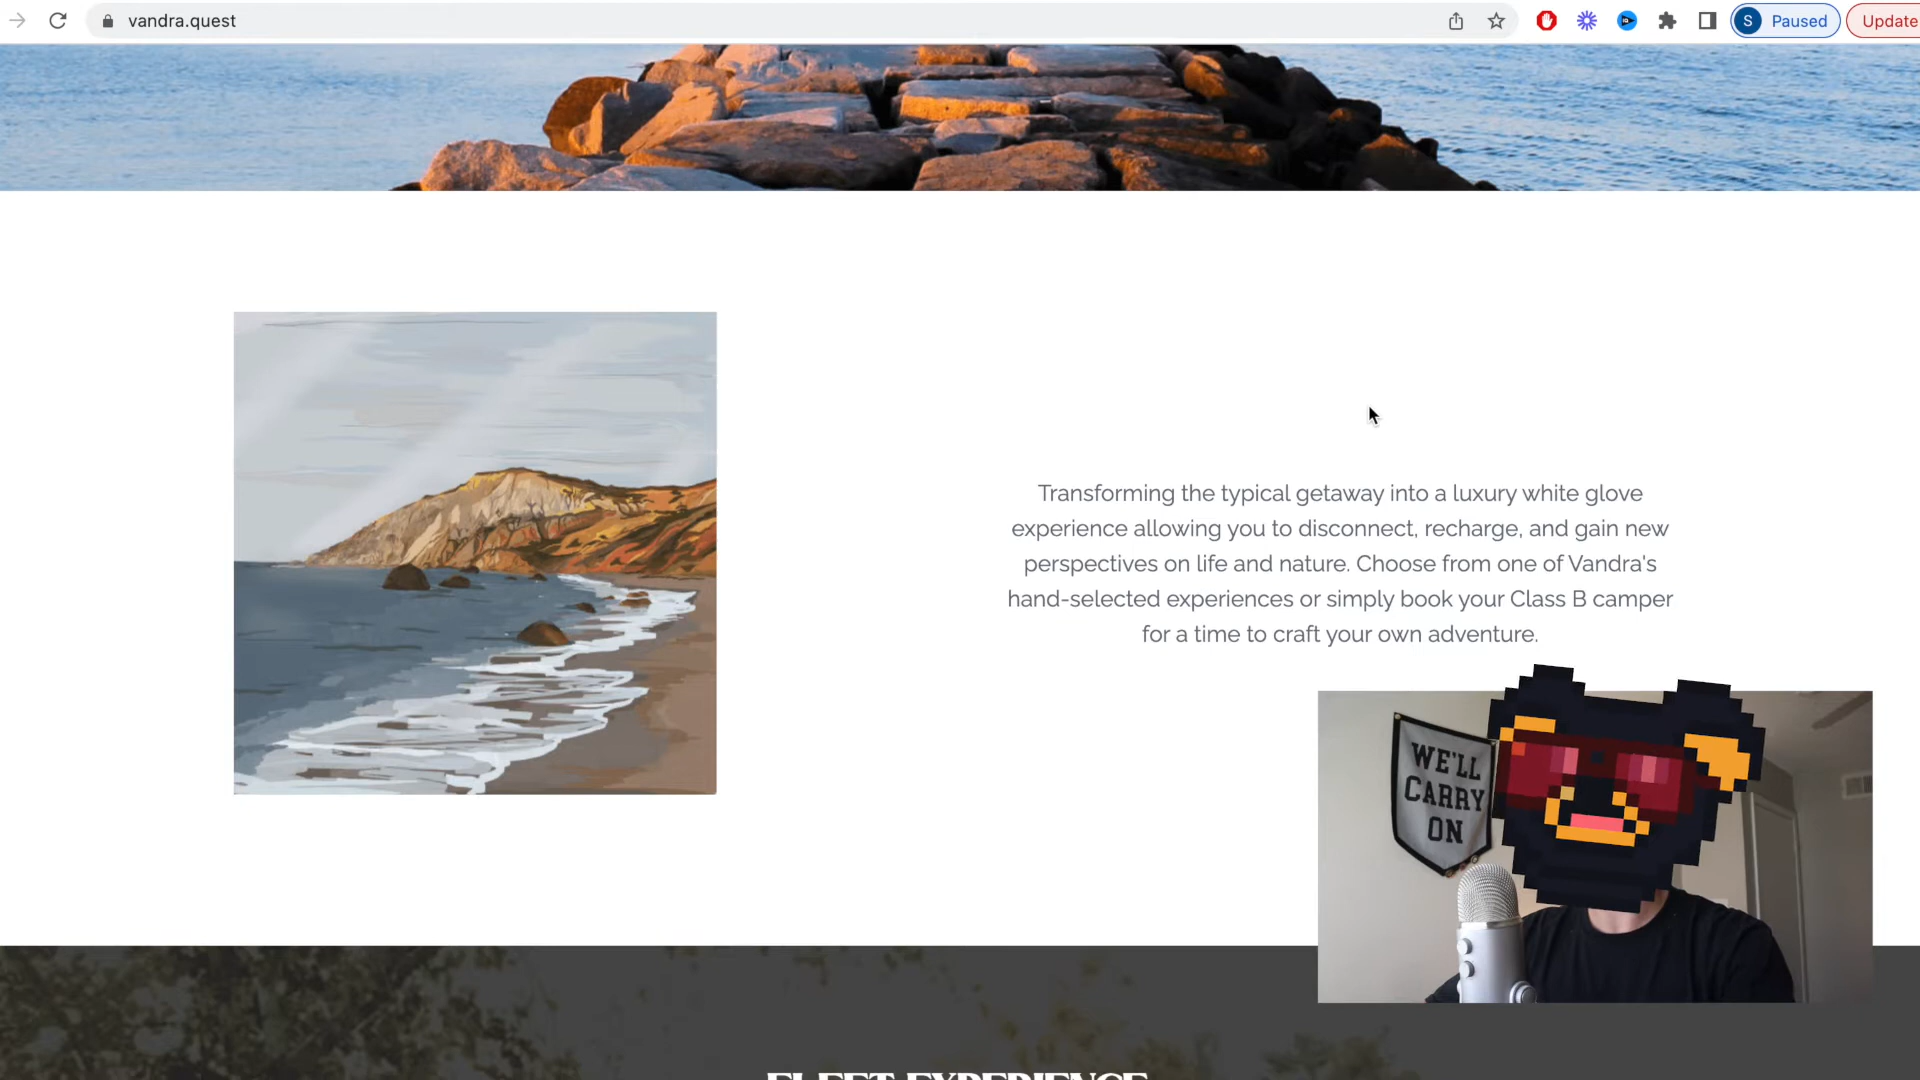 vandra.quest
S
Paused
Update
Transforming the typical getaway into a luxury white glove
experience allowing you to disconnect, recharge, and gain new
perspectives on life and nature. Choose from one of Vandra's
hand-selected experiences or simply book your Class B camper
for a time to craft your own adventure.
WE'LL
CARRY
ON
FLEET EXPERIENCE